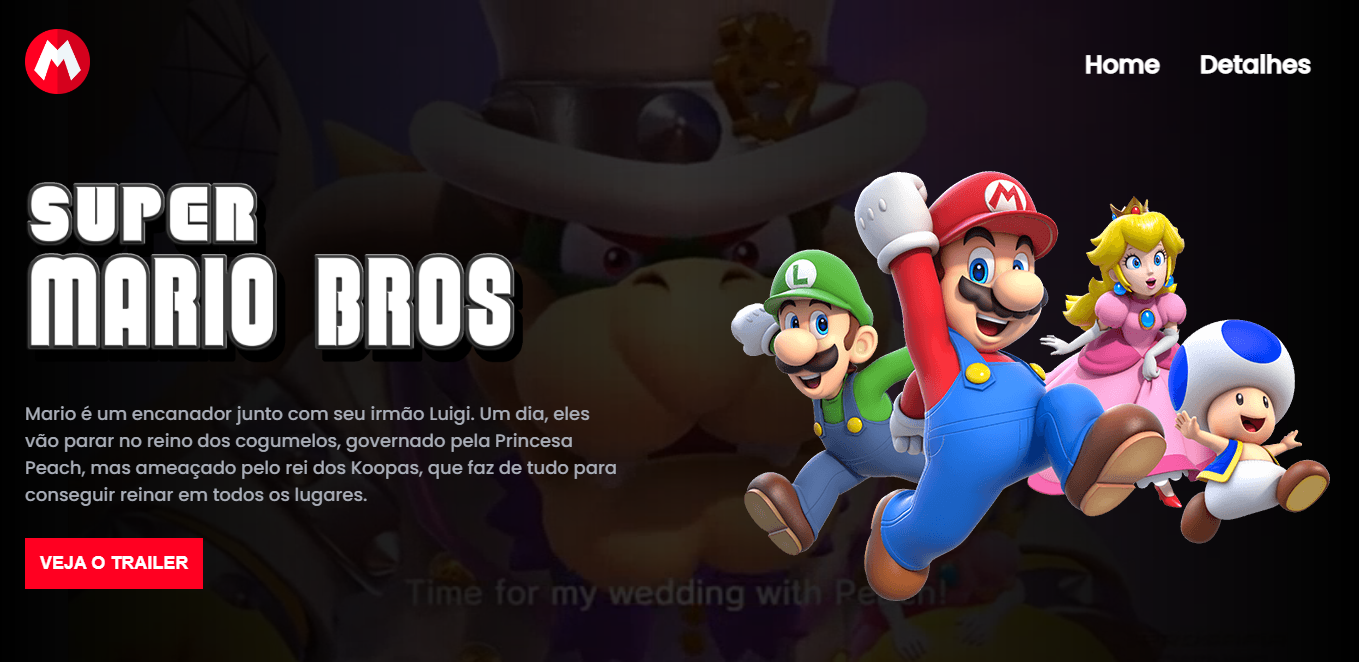 M
Home Detalhes
SUPER
MARIO BROS
M
L
Mario é um encanador junto com seu irmão Luigi. Um dia, eles
vão parar no reino dos cogumelos, governado pela Princesa
Peach, mas ameaçado pelo rei dos Koopas, que faz de tudo para
conseguir reinar em todos os lugares.
VEJA O TRAILER
Time for my wedding with Peach!